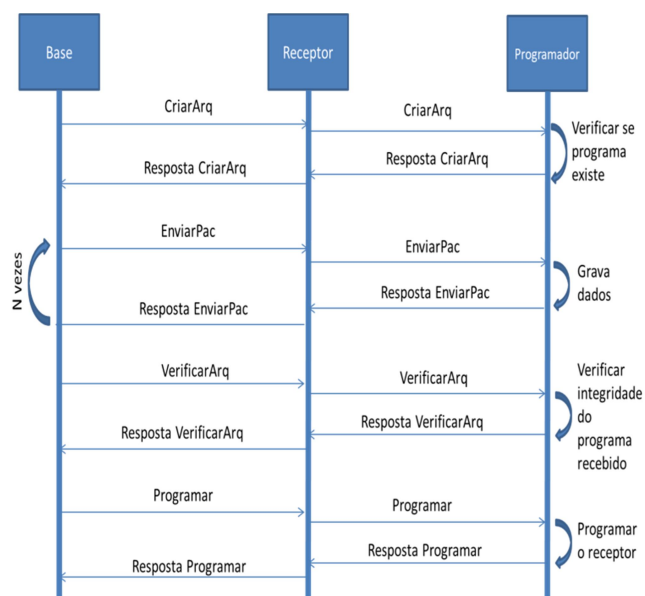 Base
Receptor
Programador
CriarArq
CriarArq
Verificar se
programa
existe
Resposta CriarArq
Resposta CriarArq
EnviarPac
EnviarPac
N vezes
Grava
dados
Resposta EnviarPac
Resposta EnviarPac
VerificarArq
VerificarArq
Verificar
integridade
do
programa
recebido
Resposta VerificarArq
Resposta VerificarArq
Programar
Programar
Programar
o receptor
Resposta Programar
Resposta Programar